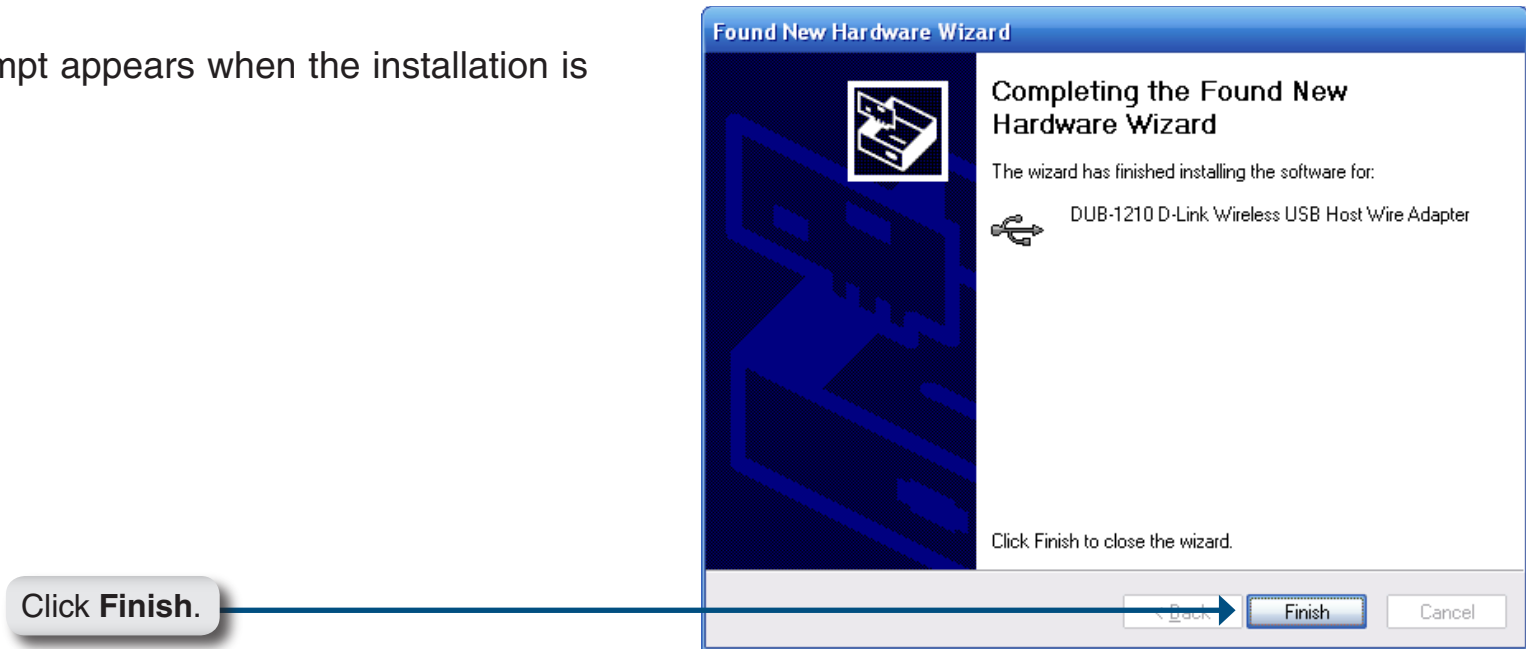 appears when the installation is
Found New Hardware Wizard
Completing the Found New
Hardware Wizard
The wizard has finished installing the software for:
DUB-1210 D-Link Wireless USB Host Wire Adapter
Click Finish to close the wizard.
Click Finish.
< Back
Finish
Cancel